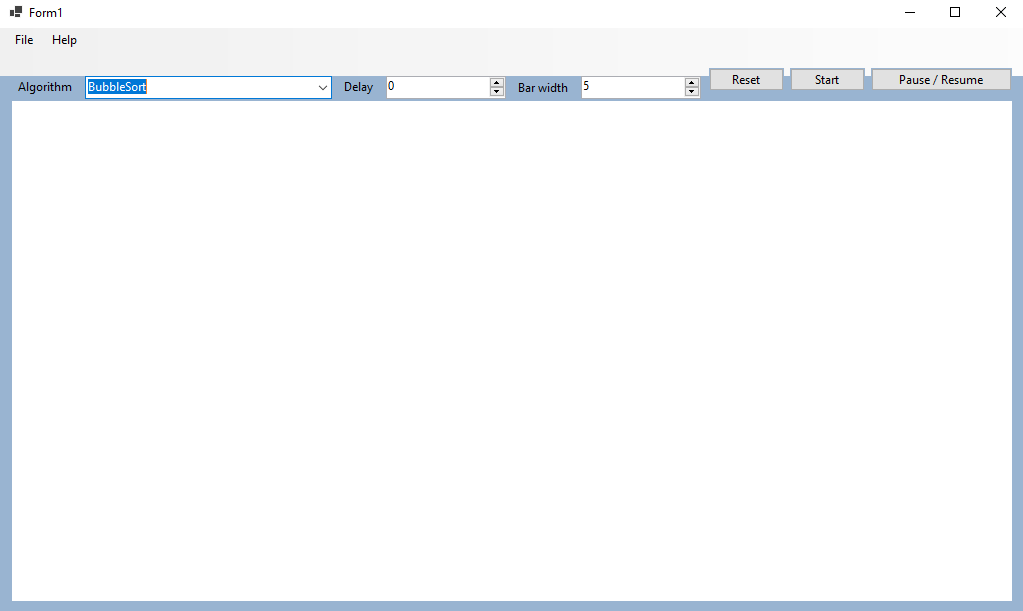 Form1
File Help
Algorithm BubbleSort Delay 0 Bar width 5 Reset Start Pause / Resume